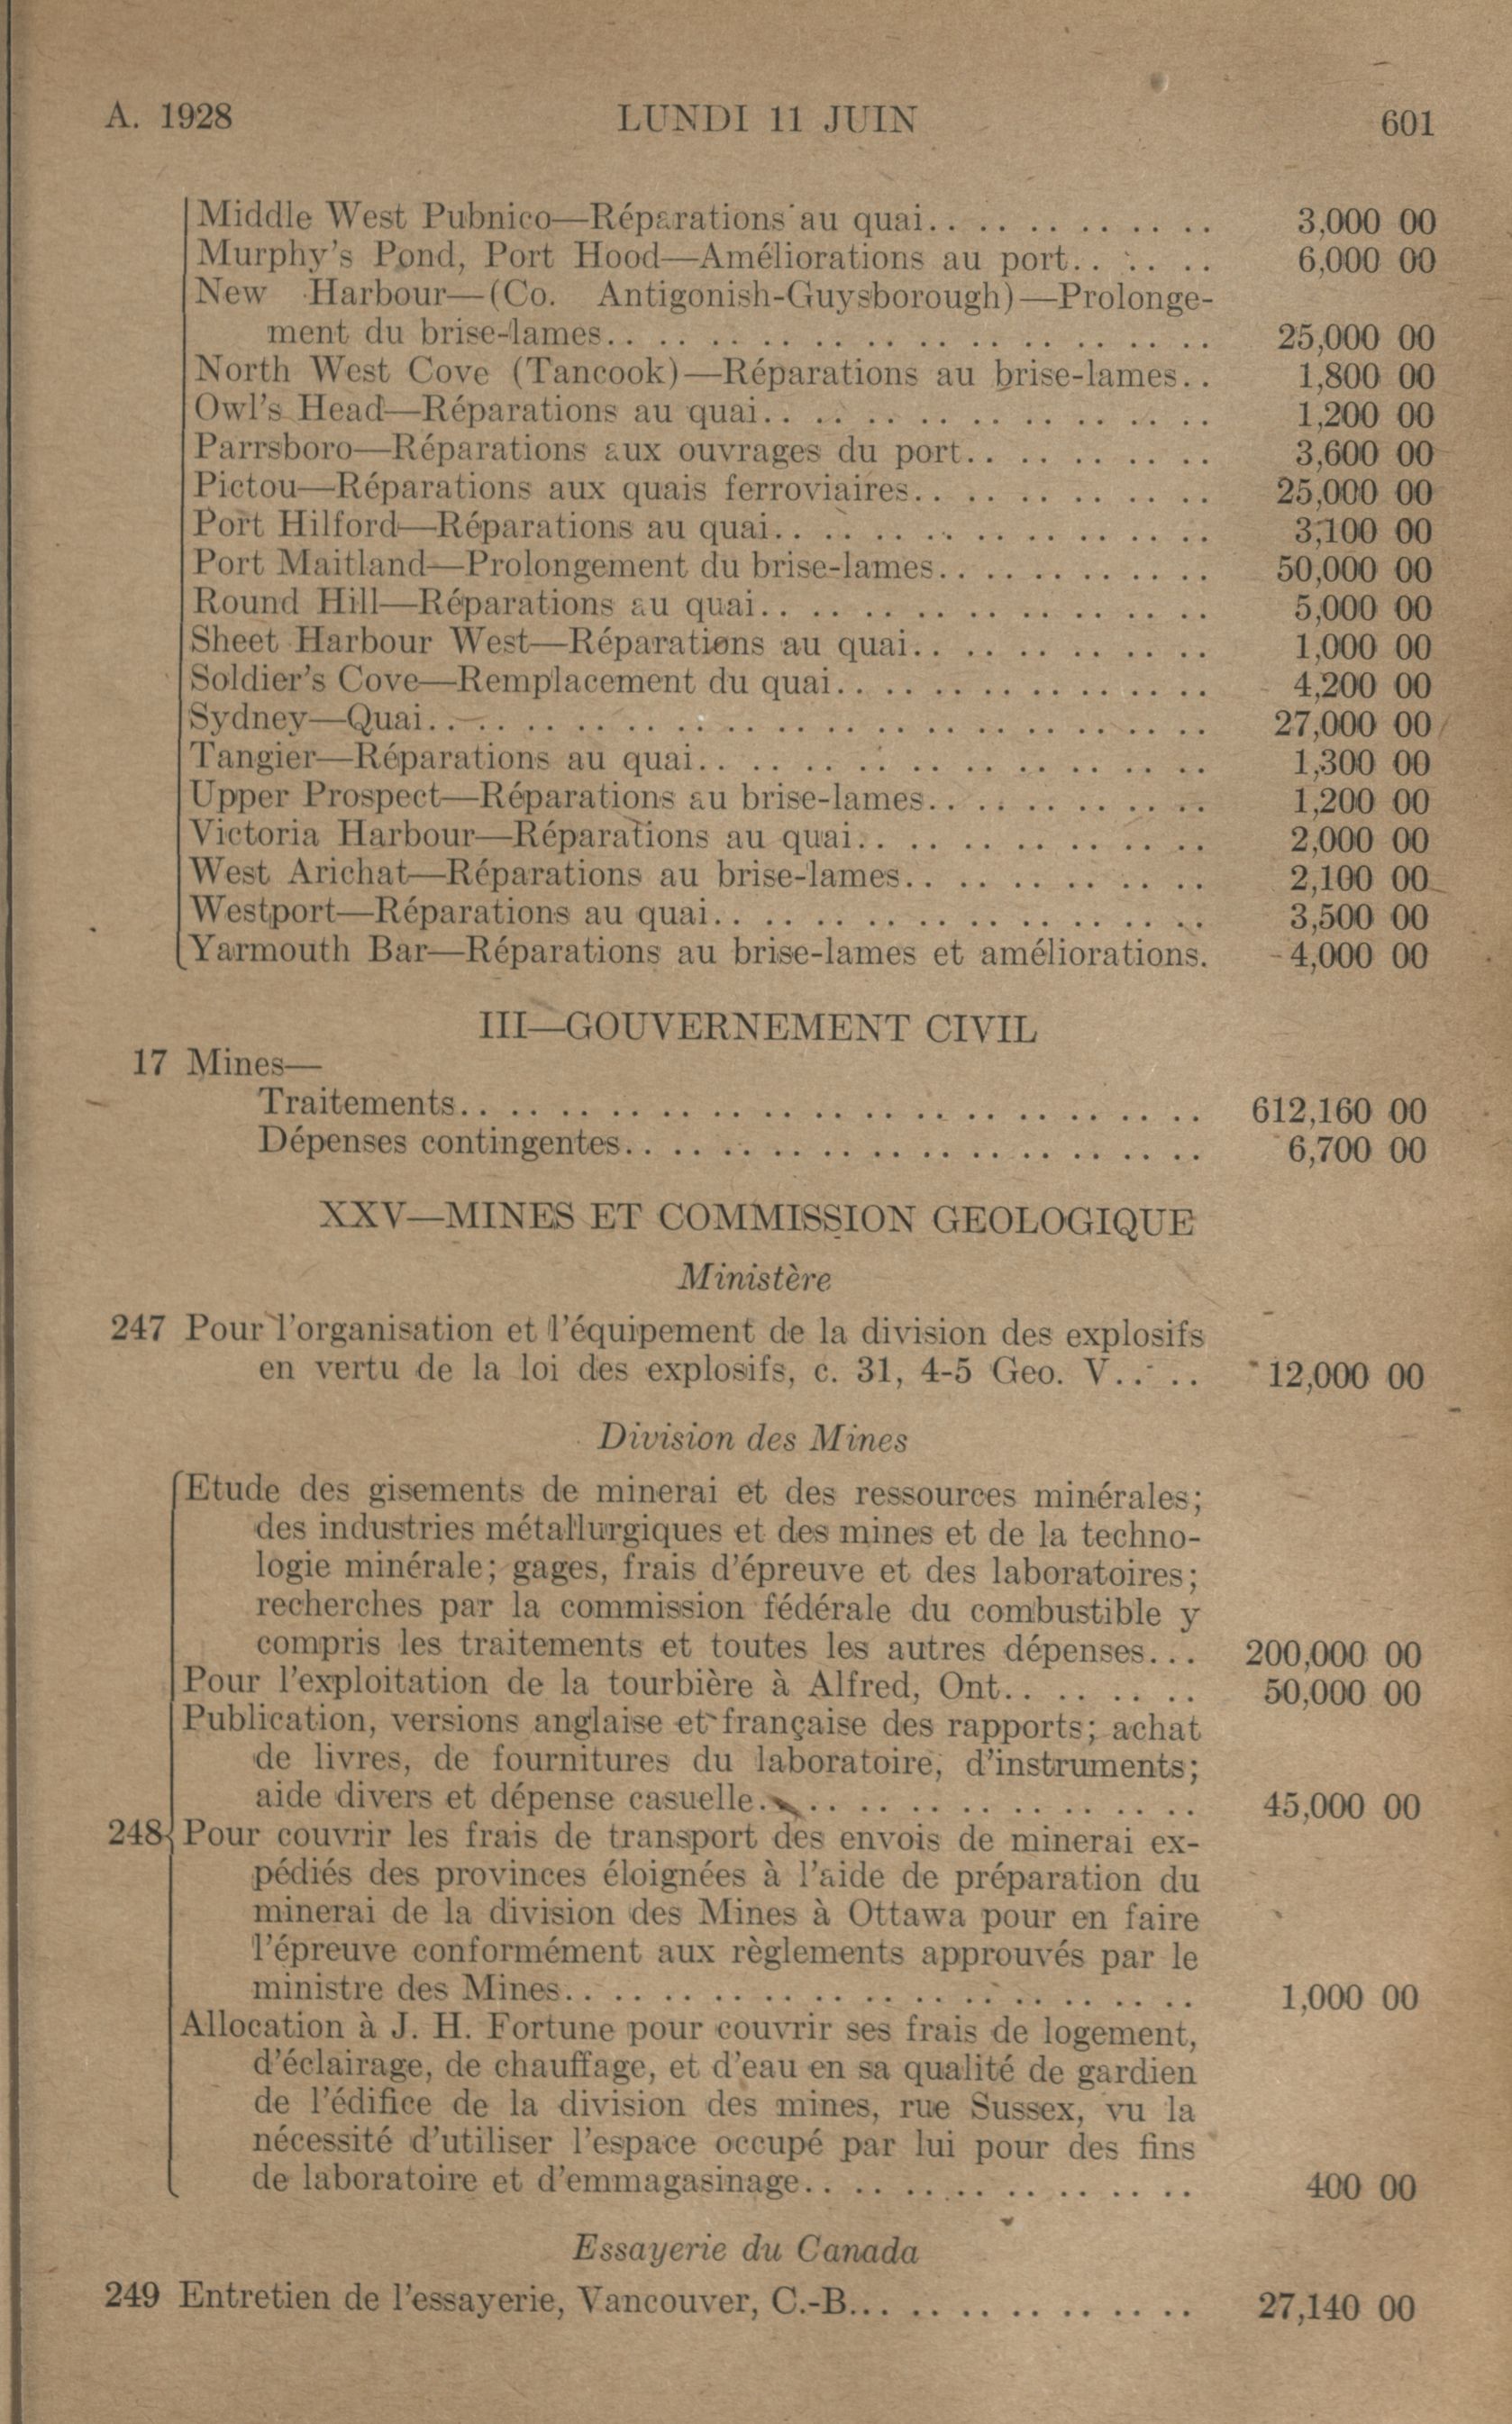 A. 1928 LUNDI 11 JUIN 601
Middle West Pubnico—Réparations au quai.. .. .. .. .. .. 3,000 00
Murphy's Pond, Port Hood—Améliorations au port.. .. .. 6,000 00
New Harbour—(Co. Antigonish-Guysborough)—Prolonge-
ment du brise-lames.. .. .. .. .. .. .. .. .. .. .. .. 25,000 00
North West Cove (Tancook)—Réparations au brise-lames.. 1,800 00
Owl's Head—Réparations au quai.. .. .. .. .. .. .. .. .. 1,200 00
Parrsboro—Réparations aux ouvrages du port.. .. .. .. .. 3,600 00
Pictou—Réparations aux quais ferroviaires.. .. .. .. .. .. 25,000 00
Port Hilford—Réparations au quai.. .. .. .. .. .. .. .. .. 3,100 00
Port Maitland—Prolongement du brise-lames.. .. .. .. .. .. 50,000 00
Round Hill—Réparations au quai.. .. .. .. .. .. .. .. .. 5,000 00
Sheet Harbour West—Réparations au quai.. .. .. .. .. .. 1,000 00
Soldier's Cove—Remplacement du quai.. .. .. .. .. .. .. .. 4,200 00
Sydney—Quai.. .. .. .. .. .. .. .. .. .. .. .. .. .. .. .. 27,000 00
Tangier—Réparations au quai.. .. .. .. .. .. .. .. .. .. 1,300 00
Upper Prospect—Réparations au brise-lames.. .. .. .. .. .. 1,200 00
Victoria Harbour—Réparations au quai.. .. .. .. .. .. .. 2,000 00
West Arichat—Réparations au brise-lames.. .. .. .. .. .. 2,100 00
Westport—Réparations au quai.. .. .. .. .. .. .. .. .. .. 3,500 00
Yarmouth Bar—Réparations au brise-lames et améliorations. 4,000 00
III—GOUVERNEMENT CIVIL
17 Mines—
Traitements.. .. .. .. .. .. .. .. .. .. .. .. .. .. .. 612,160 00
Dépenses contingentes.. .. .. .. .. .. .. .. .. .. .. .. 6,700 00
XXV—MINES ET COMMISSION GEOLOGIQUE
Ministère
247 Pour l'organisation et l'équipement de la division des explosifs
en vertu de la loi des explosifs, c. 31, 4-5 Geo. V.. .. 12,000 00
Division des Mines
Etude des gisements de minerai et des ressources minérales;
des industries métallurgiques et des mines et de la techno-
logie minérale; gages, frais d'épreuve et des laboratoires;
recherches par la commission fédérale du combustible y
compris les traitements et toutes les autres dépenses... 200,000 00
Pour l'exploitation de la tourbière à Alfred, Ont.. .. .. .. 50,000 00
Publication, versions anglaise et française des rapports; achat
de livres, de fournitures du laboratoire, d'instruments;
aide divers et dépense casuelle.. .. .. .. .. .. .. .. .. 45,000 00
248 Pour couvrir les frais de transport des envois de minerai ex-
pédiés des provinces éloignées à l'aide de préparation du
minerai de la division des Mines à Ottawa pour en faire
l'épreuve conformément aux règlements approuvés par le
ministre des Mines.. .. .. .. .. .. .. .. .. .. .. .. .. 1,000 00
Allocation à J. H. Fortune pour couvrir ses frais de logement,
d'éclairage, de chauffage, et d'eau en sa qualité de gardien
de l'édifice de la division des mines, rue Sussex, vu la
nécessité d'utiliser l'espace occupé par lui pour des fins
de laboratoire et d'emmagasinage.. .. .. .. .. .. .. .. 400 00
Essayerie du Canada
249 Entretien de l'essayerie, Vancouver, C.-B... .. .. .. .. .. .. 27,140 00